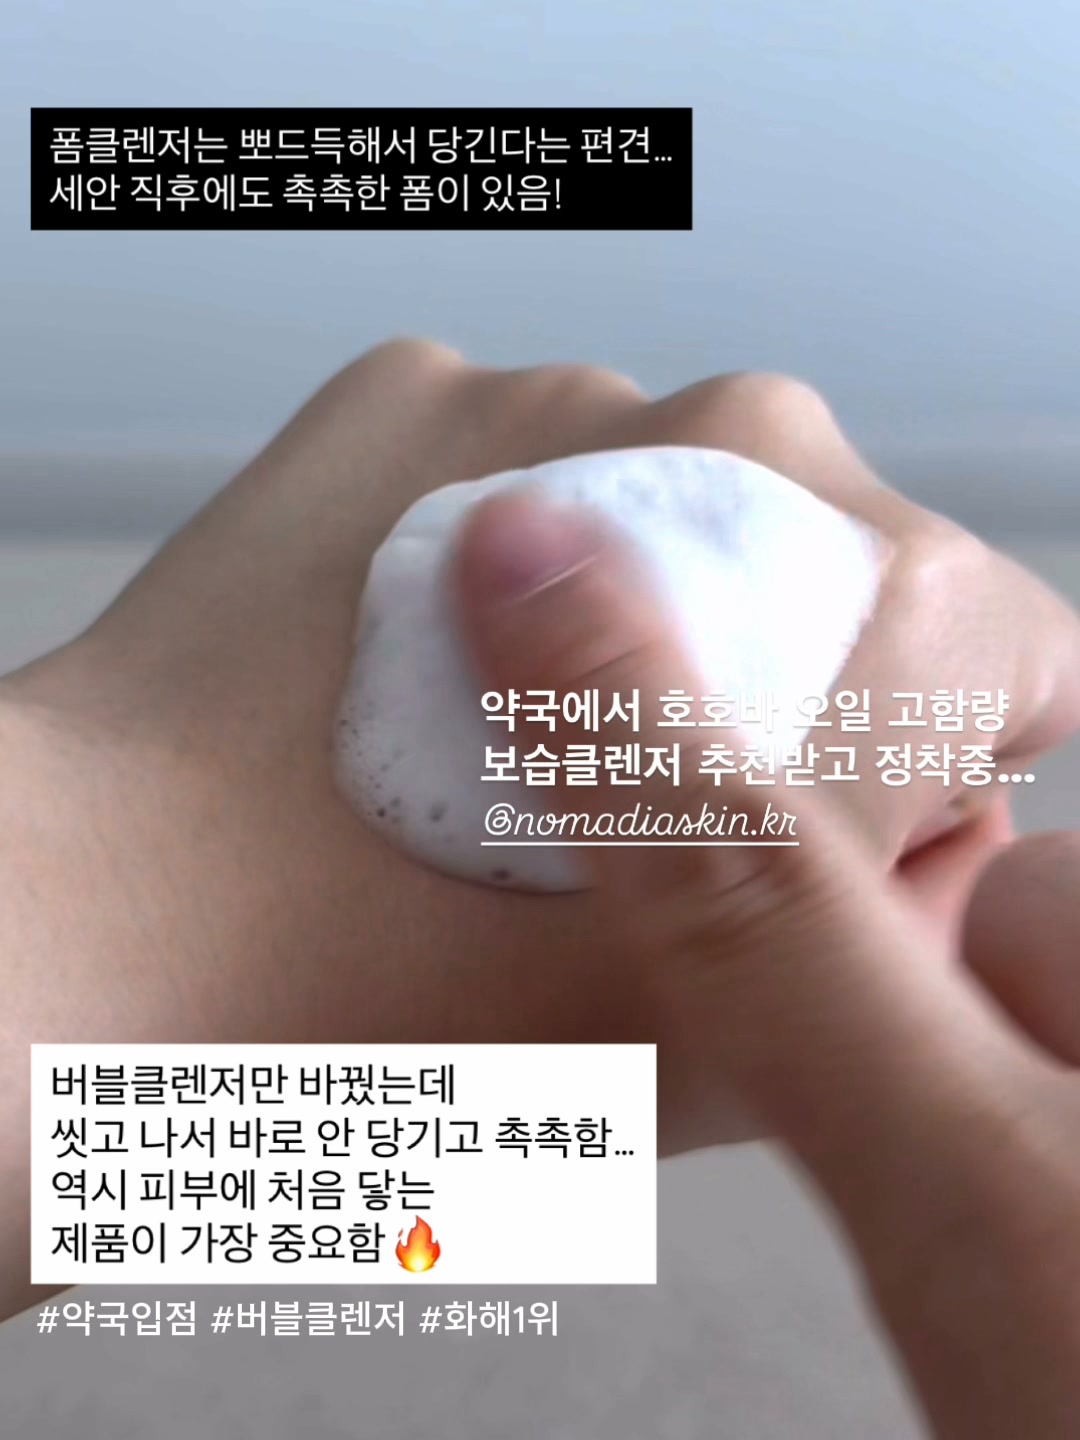 폼클렌저는 뽀드득해서 당긴다는 편견...
세안 직후에도 촉촉한 폼이 있음!
약국에서 호호바 오일 고함량
보습클렌저 추천받고 정착중...
@nomadiaskin.kr
버블클렌저만 바꿨는데
씻고 나서 바로 안 당기고 촉촉함...
역시 피부에 처음 닿는
제품이 가장 중요함🔥
#약국입점 #버블클렌저 #화해1위